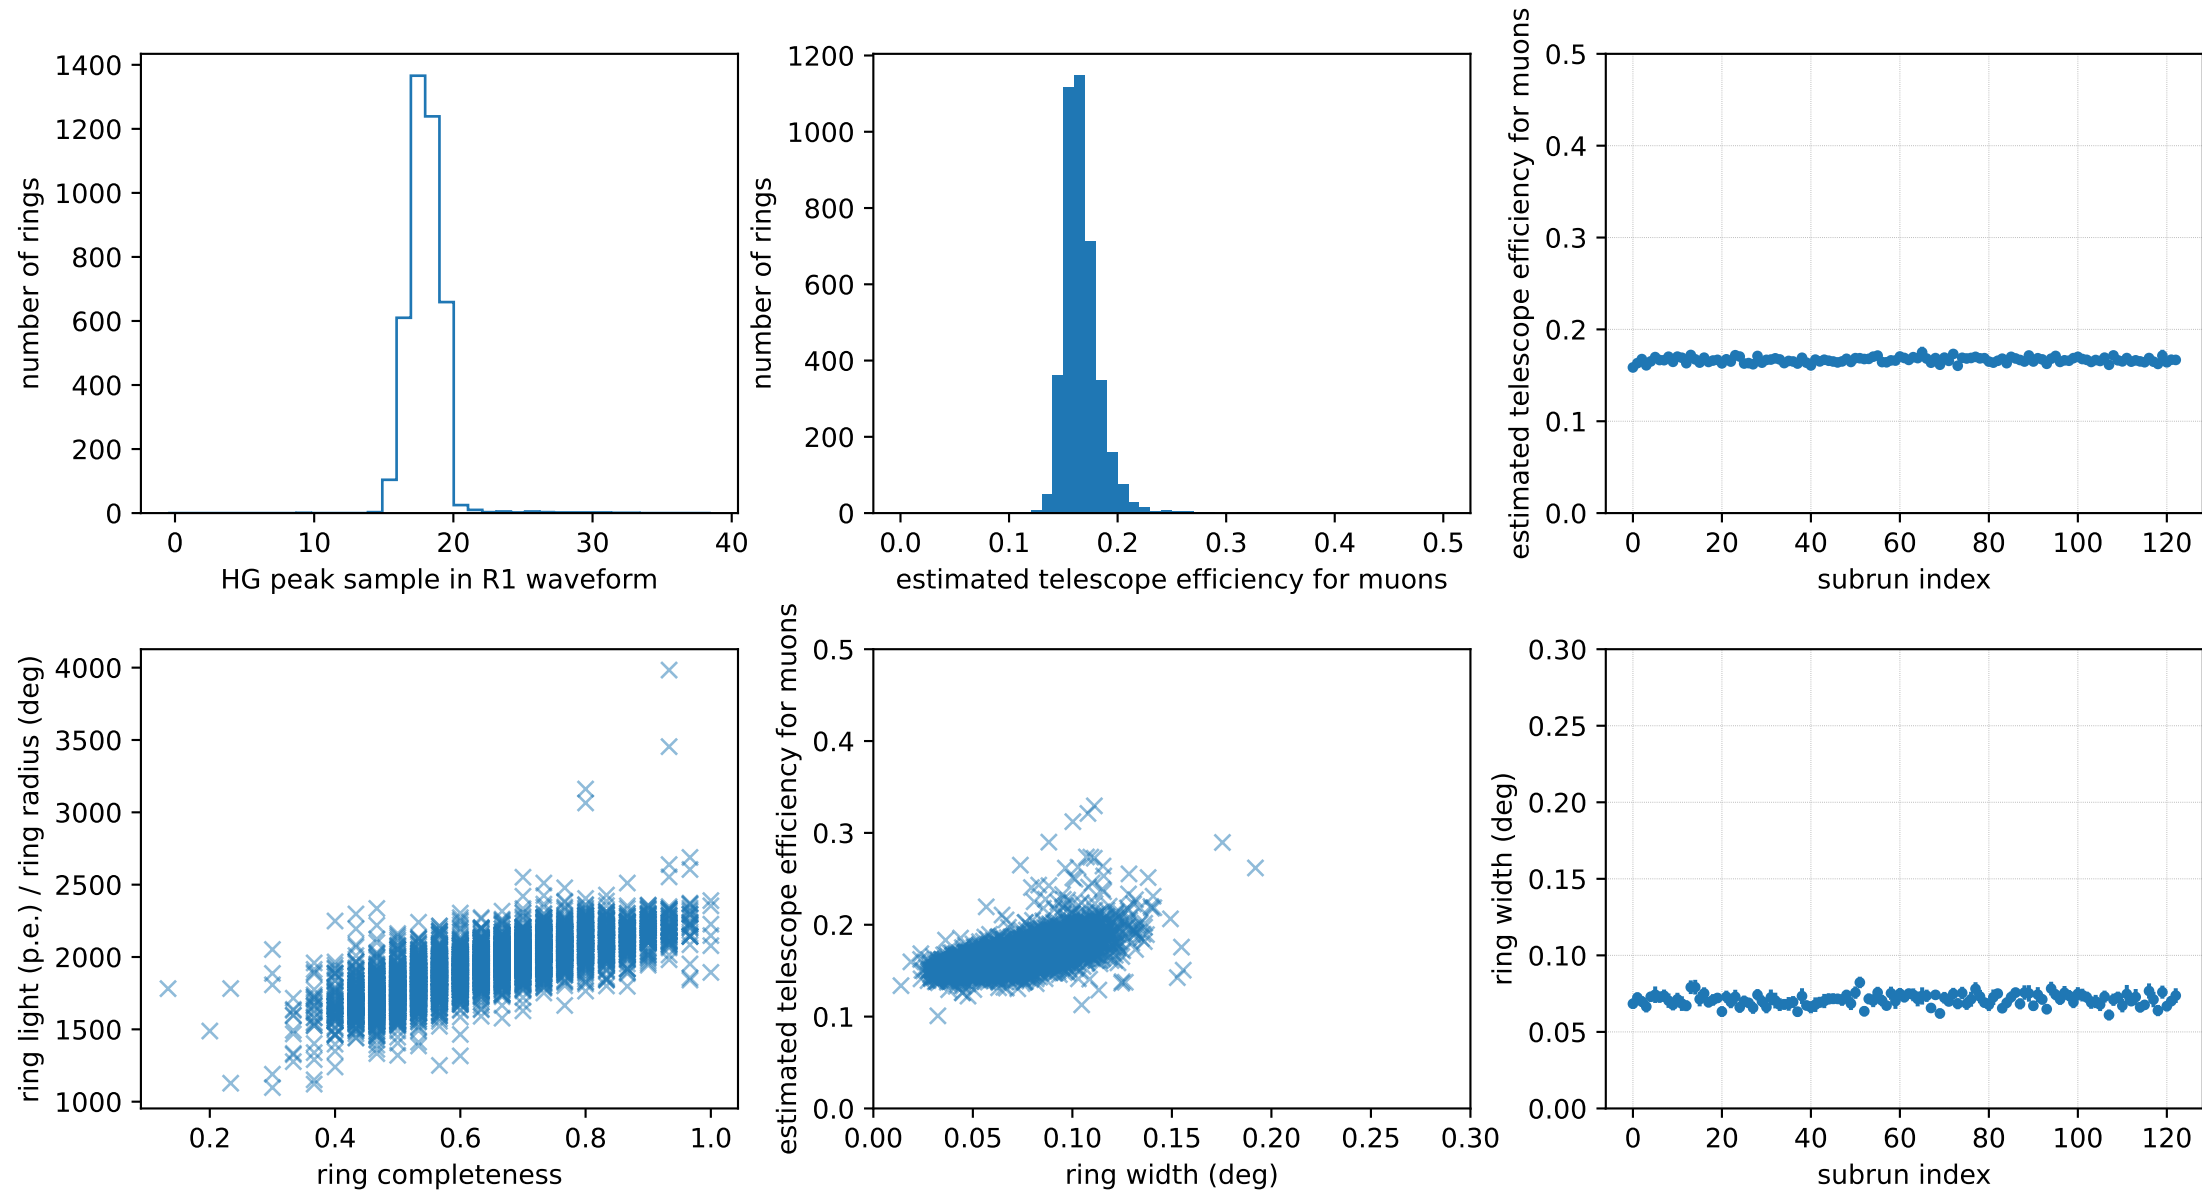 number of rings
1400
1200
1000
800
600
400
200
0
0 10 20 30 40
HG peak sample in R1 waveform
number of rings
1200
1000
800
600
400
200
0
0.0 0.1 0.2 0.3 0.4 0.5
estimated telescope efficiency for muons
estimated telescope efficiency for muons
0.5
0.4
0.3
0.2
0.1
0.0
0 20 40 60 80 100 120
subrun index
ring light (p.e.) / ring radius (deg)
4000
3500
3000
2500
2000
1500
1000
0.2 0.4 0.6 0.8 1.0
ring completeness
estimated telescope efficiency for muons
0.5
0.4
0.3
0.2
0.1
0.0
0.00 0.05 0.10 0.15 0.20 0.25 0.30
ring width (deg)
ring width (deg)
0.30
0.25
0.20
0.15
0.10
0.05
0.00
0 20 40 60 80 100 120
subrun index